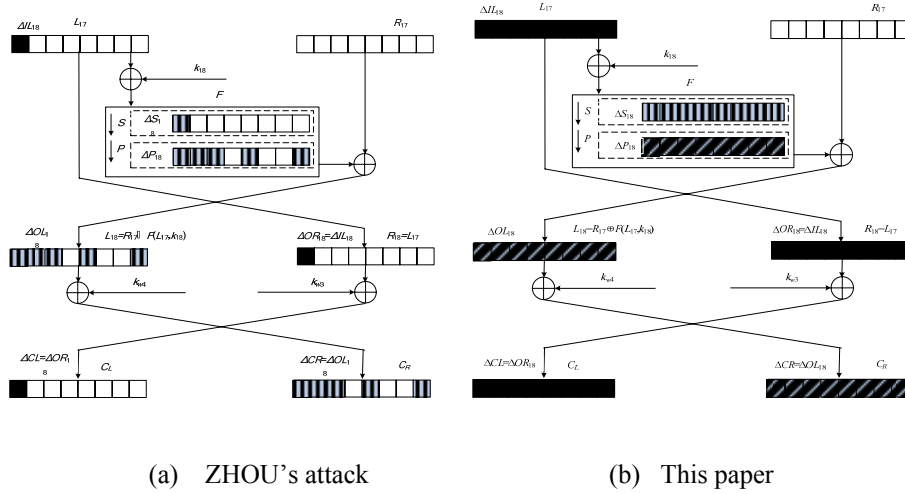 ΔIL18 L17 R17
k18
F
S ΔS18
P ΔP18
ΔOL18 L18=R17 F(L17,k18) ΔOR18=ΔIL18 R18=L17
kw4 kw3
ΔCL=ΔOR18 CL ΔCR=ΔOL18 CR
(a) ZHOU's attack
ΔIL18 L17 R17
k18
F
S ΔS18
P ΔP18
ΔOL18 L18=R17⊕F(L17,k18) ΔOR18=ΔIL18 R18=L17
kw4 kw3
ΔCL=ΔOR18 CL ΔCR=ΔOL18 CR
(b) This paper